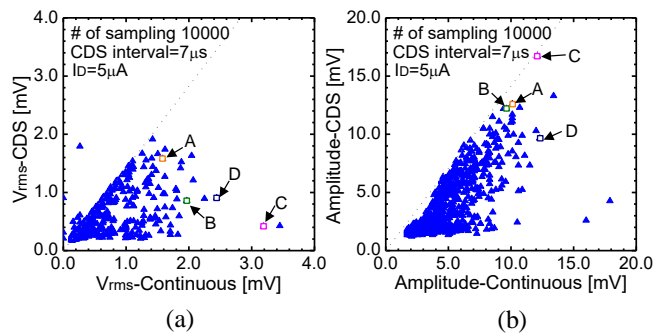 (a)
4.0
3.0
2.0
1.0
0.0
Vrms-CDS [mV]
# of sampling 10000
CDS interval=7μs
ID=5μA
A
D
B
C
0.0 1.0 2.0 3.0 4.0
Vrms-Continuous [mV]
(a)
(b)
20.0
15.0
10.0
5.0
0.0
Amplitude-CDS [mV]
# of sampling 10000
CDS interval=7μs
ID=5μA
C
B
A
D
0.0 5.0 10.0 15.0 20.0
Amplitude-Continuous [mV]
(b)